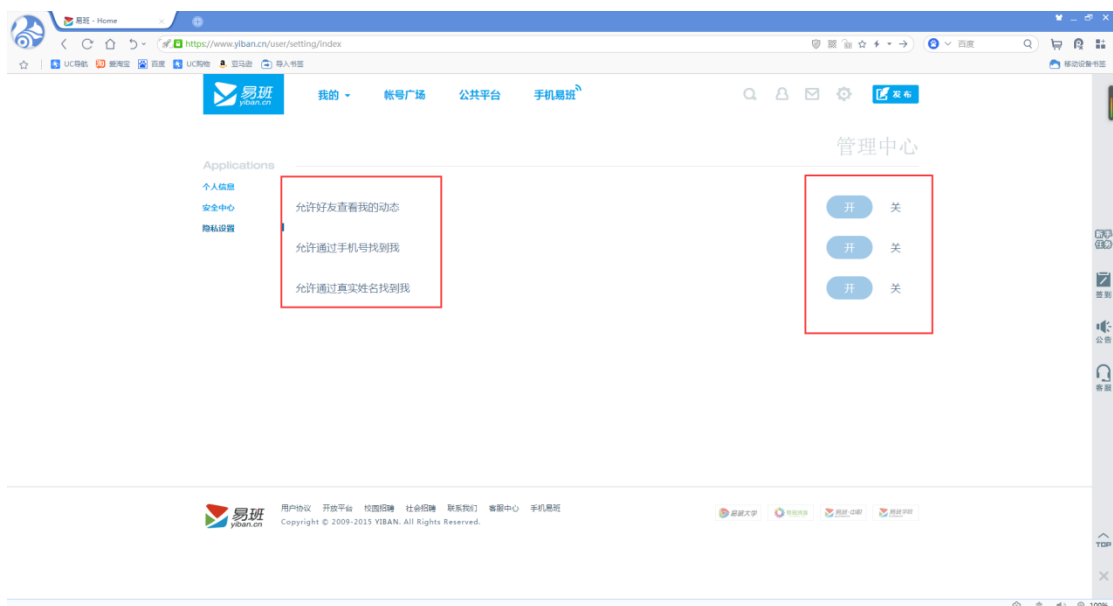 易班 - Home
https://www.yiban.cn/user/setting/index
百度
UC导航 爱淘宝 百度 UC购物 亚马逊 导入书签 移动设备书签
易班 yiban.cn 我的 帐号广场 公共平台 手机易班 发布
管理中心
Applications
个人信息
安全中心
隐私设置
允许好友查看我的动态 开 关
允许通过手机号找到我 开 关
允许通过真实姓名找到我 开 关
新手任务
签到
公告
客服
易班 yiban.cn
用户协议 开放平台 校园招聘 社会招聘 联系我们 客服中心 手机易班
Copyright © 2009-2015 YIBAN. All Rights Reserved.
易班大学
TOP
100%